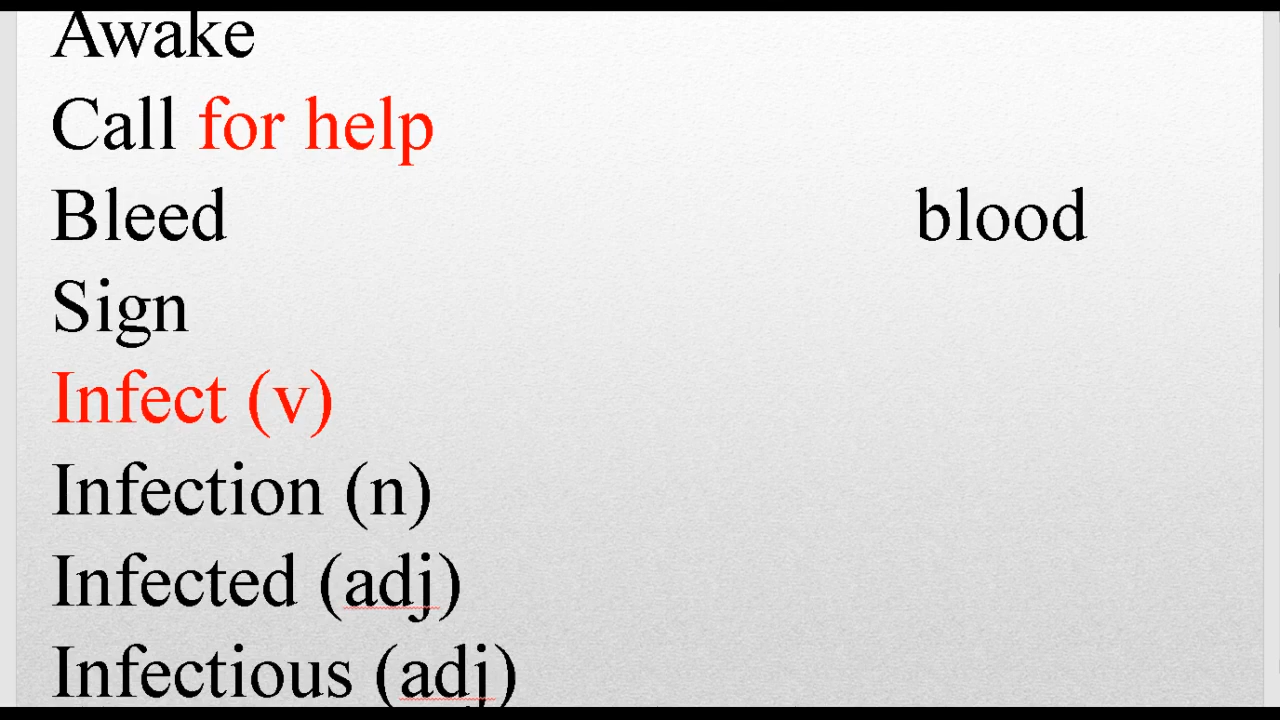 Awake
Call for help
Bleed blood
Sign
Infect (v)
Infection (n)
Infected (adj)
Infectious (adj)